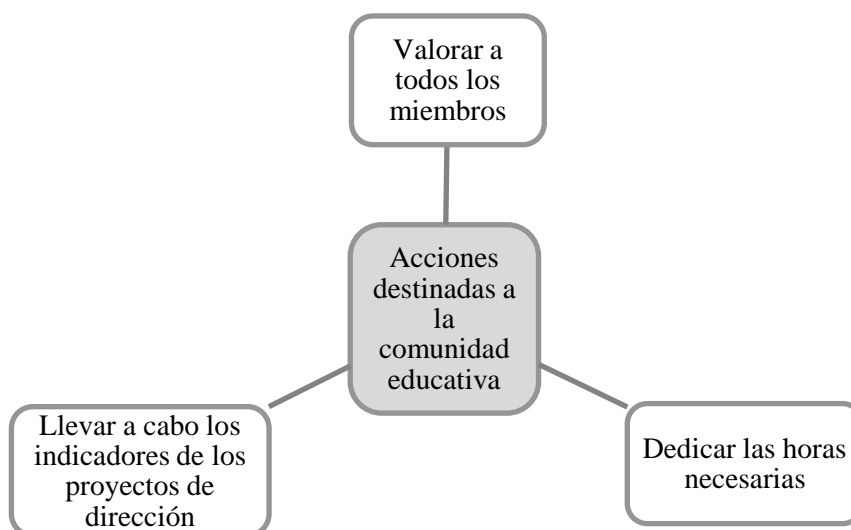 Valorar a
todos los
miembros
Acciones
destinadas a
la
comunidad
educativa
Llevar a cabo los
indicadores de los
proyectos de
dirección
Dedicar las horas
necesarias